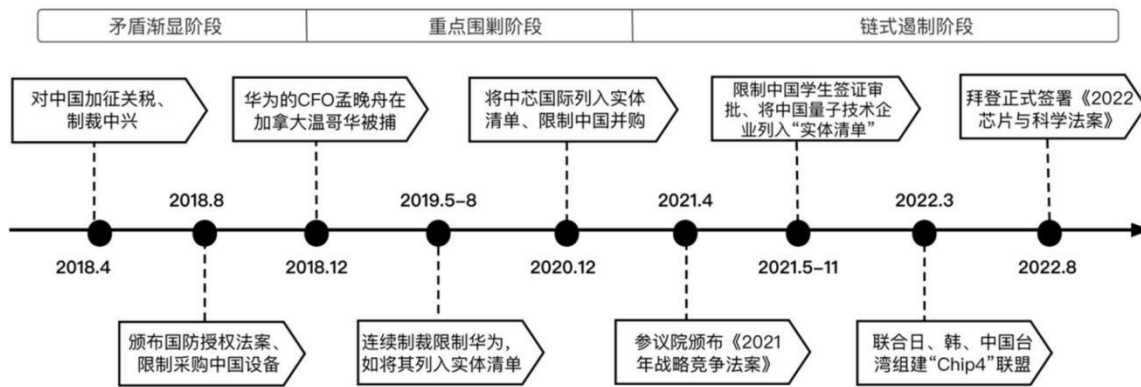 矛盾渐显阶段
重点围剿阶段
链式遏制阶段
对中国加征关税、
制裁中兴
华为的CFO孟晚舟在
加拿大温哥华被捕
将中芯国际列入实体
清单、限制中国并购
限制中国学生签证审
批、将中国量子技术企
业列入“实体清单”
拜登正式签署《2022
芯片与科学法案》
2018.8
2019.5-8
2021.4
2022.3
2018.4
2018.12
2020.12
2021.5-11
2022.8
颁布国防授权法案、
限制采购中国设备
连续制裁限制华为，
如将其列入实体清单
参议院颁布《2021
年战略竞争法案》
联合日、韩、中国台
湾组建“Chip4”联盟